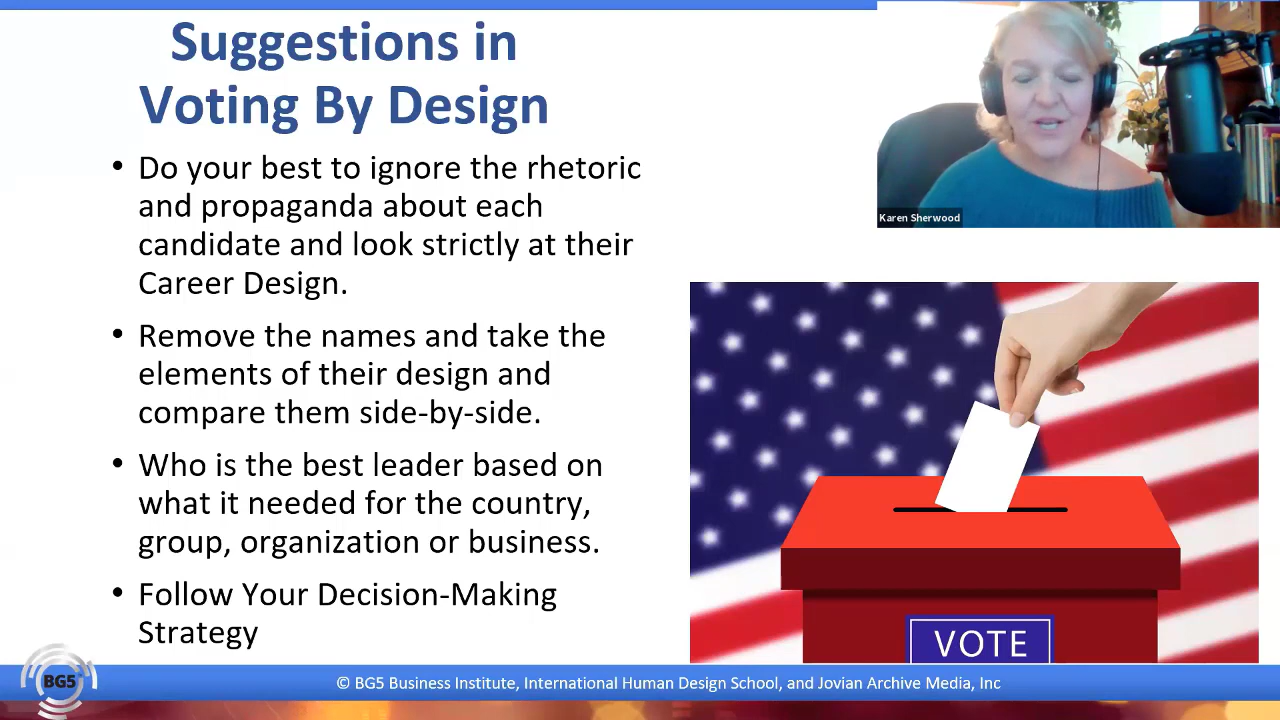 Suggestions in
Voting By Design
• Do your best to ignore the rhetoric
and propaganda about each
candidate and look strictly at their
Career Design.
• Remove the names and take the
elements of their design and
compare them side-by-side.
• Who is the best leader based on
what it needed for the country,
group, organization or business.
• Follow Your Decision-Making
Strategy
Karen Sherwood
VOTE
BG5
© BG5 Business Institute, International Human Design School, and Jovian Archive Media, Inc